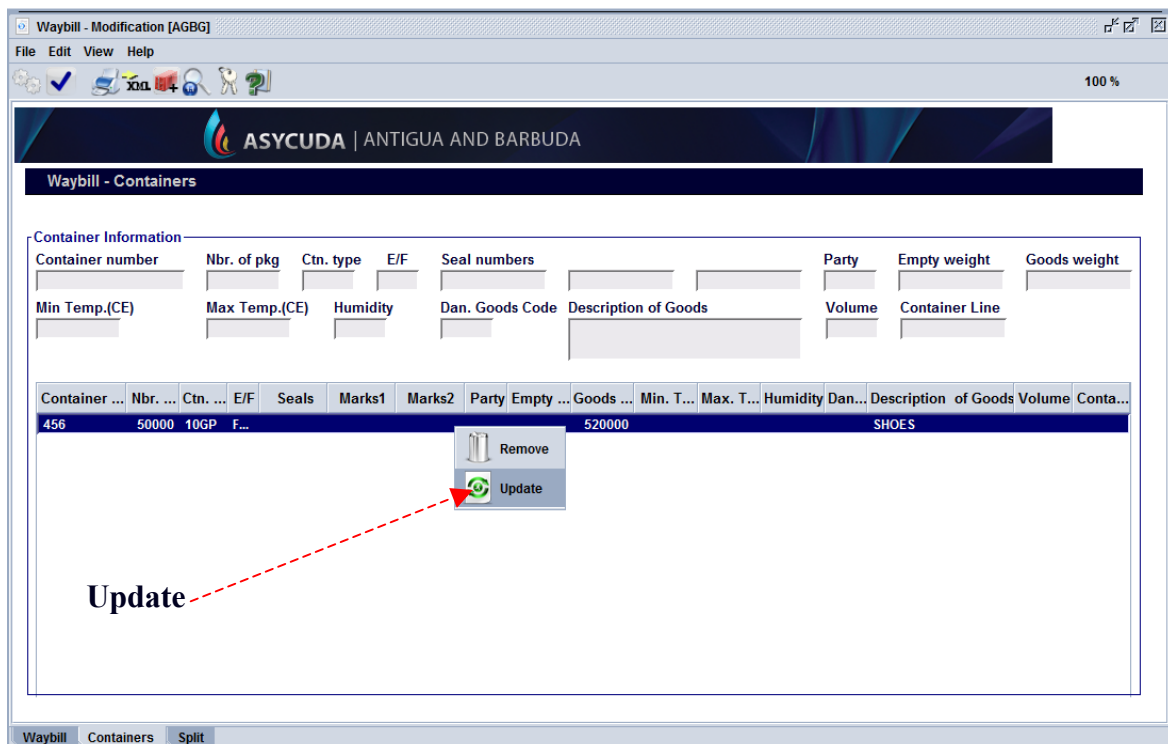 Waybill - Modification [AGBG]
File Edit View Help
XML
100 %
ASYCUDA | ANTIGUA AND BARBUDA
Waybill - Containers
Container Information
Container number Nbr. of pkg Ctn. type E/F Seal numbers Party Empty weight Goods weight
Min Temp.(CE) Max Temp.(CE) Humidity Dan. Goods Code Description of Goods Volume Container Line
Container ... Nbr. ... Ctn. ... E/F Seals Marks1 Marks2 Party Empty ... Goods ... Min. T... Max. T... Humidity Dan... Description of Goods Volume Conta...
456 50000 10GP F... 520000 SHOES
Remove
Update
Update
Waybill Containers Split